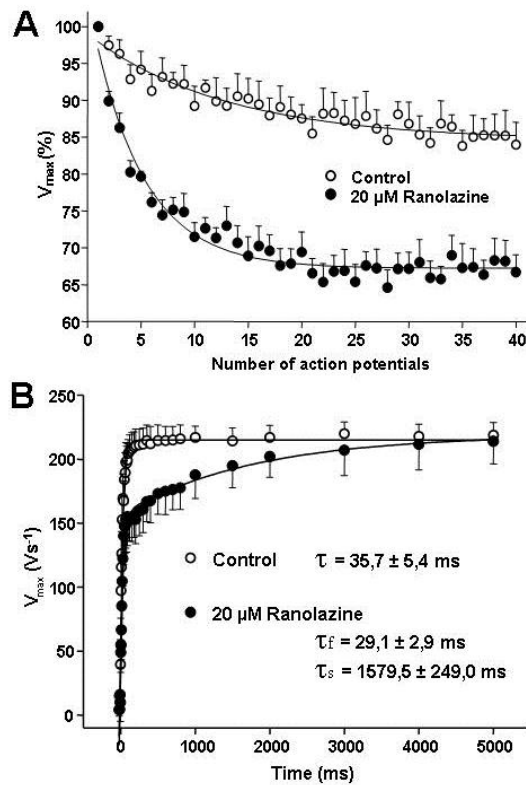 A
100
95
90
85
80
75
70
65
60
Vmax(%)
Control
20 μM Ranolazine
0 5 10 15 20 25 30 35 40
Number of action potentials
B
250
200
150
100
50
0
Vmax (Vs-1)
Control τ = 35,7 ± 5,4 ms
20 μM Ranolazine
τf = 29,1 ± 2,9 ms
τs = 1579,5 ± 249,0 ms
0 1000 2000 3000 4000 5000
Time (ms)